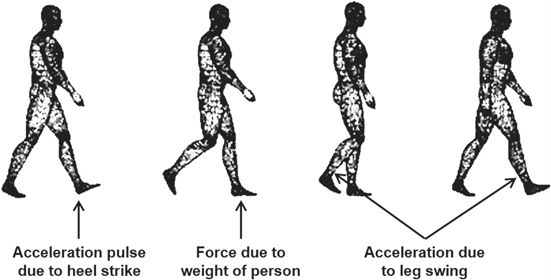 Acceleration pulse
due to heel strike
Force due to
weight of person
Acceleration due
to leg swing